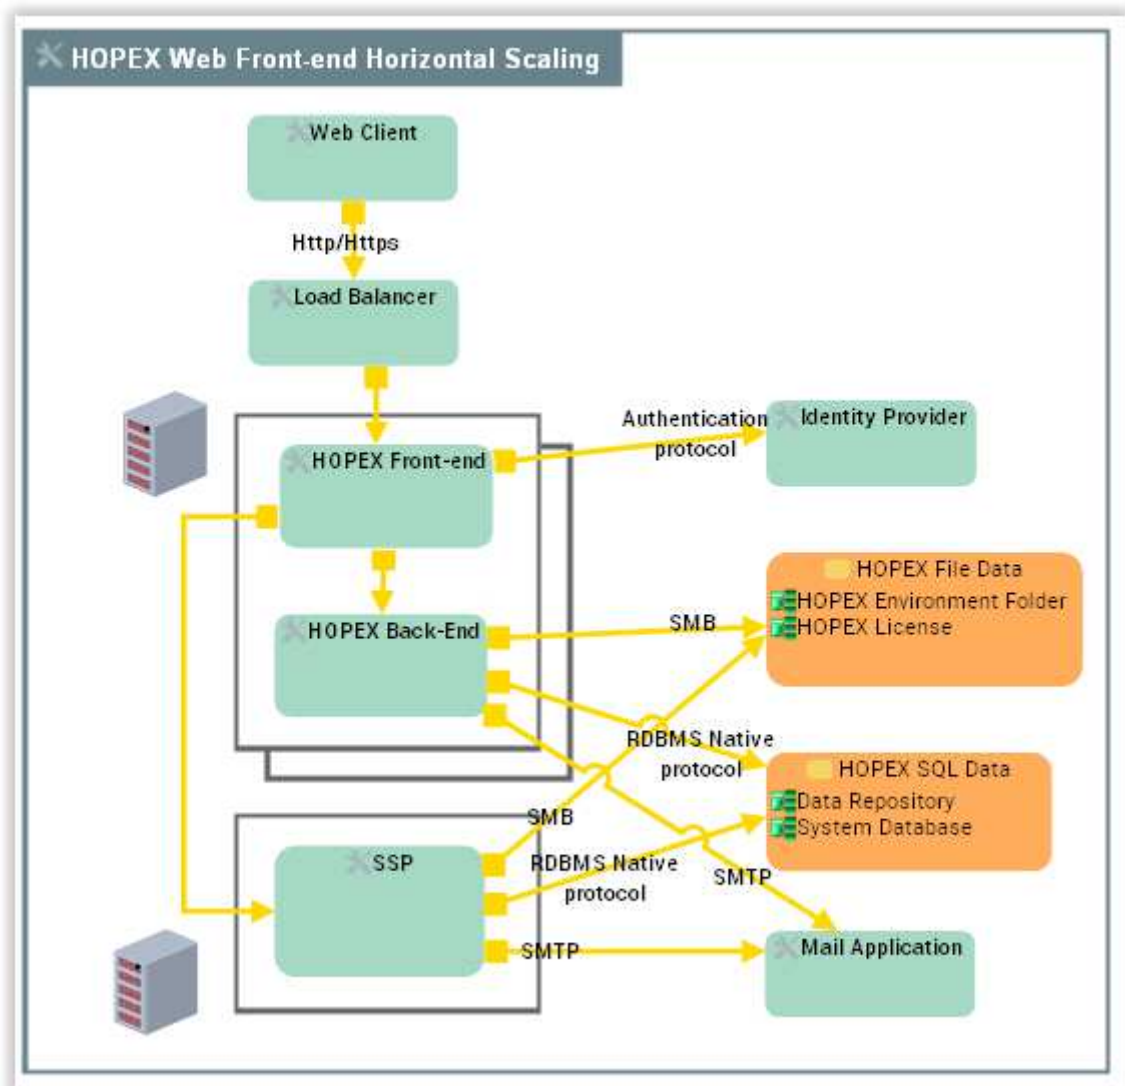 HOPEX Web Front-end Horizontal Scaling
Web Client
Http/Https
Load Balancer
Authentication
protocol
Identity Provider
HOPEX Front-end
HOPEX File Data
HOPEX Environment Folder
HOPEX License
HOPEX Back-End
SMB
RDBMS Native
protocol
HOPEX SQL Data
Data Repository
System Database
SMB
SSP
RDBMS Native
protocol
SMTP
SMTP
Mail Application